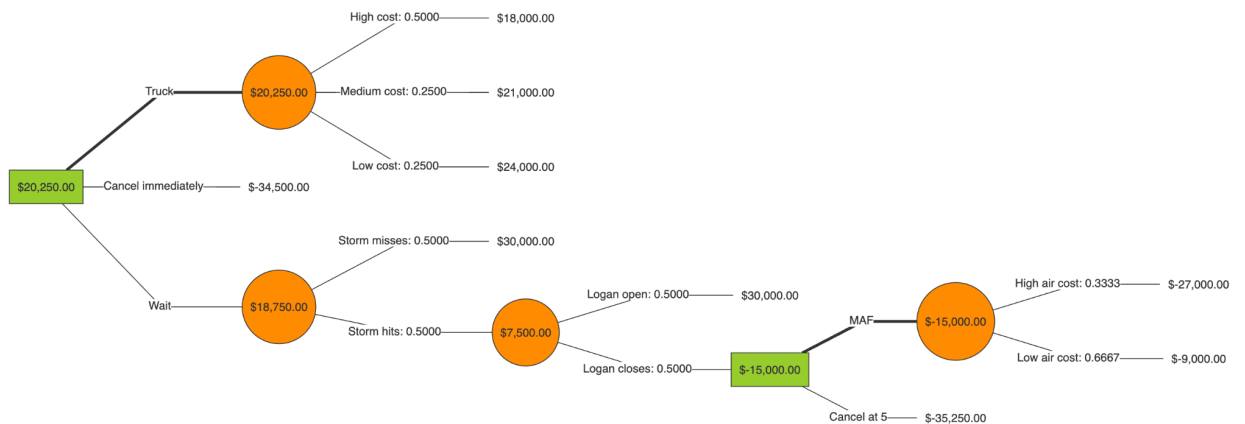 High cost: 0.5000 $18,000.00
Truck $20,250.00 Medium cost: 0.2500 $21,000.00
Low cost: 0.2500 $24,000.00
$20,250.00 Cancel immediately $-34,500.00
Storm misses: 0.5000 $30,000.00
Wait $18,750.00
Storm hits: 0.5000 $7,500.00
Logan open: 0.5000 $30,000.00
Logan closes: 0.5000 $-15,000.00
High air cost: 0.3333 $-27,000.00
MAF $-15,000.00
Low air cost: 0.6667 $-9,000.00
Cancel at 5 $-35,250.00